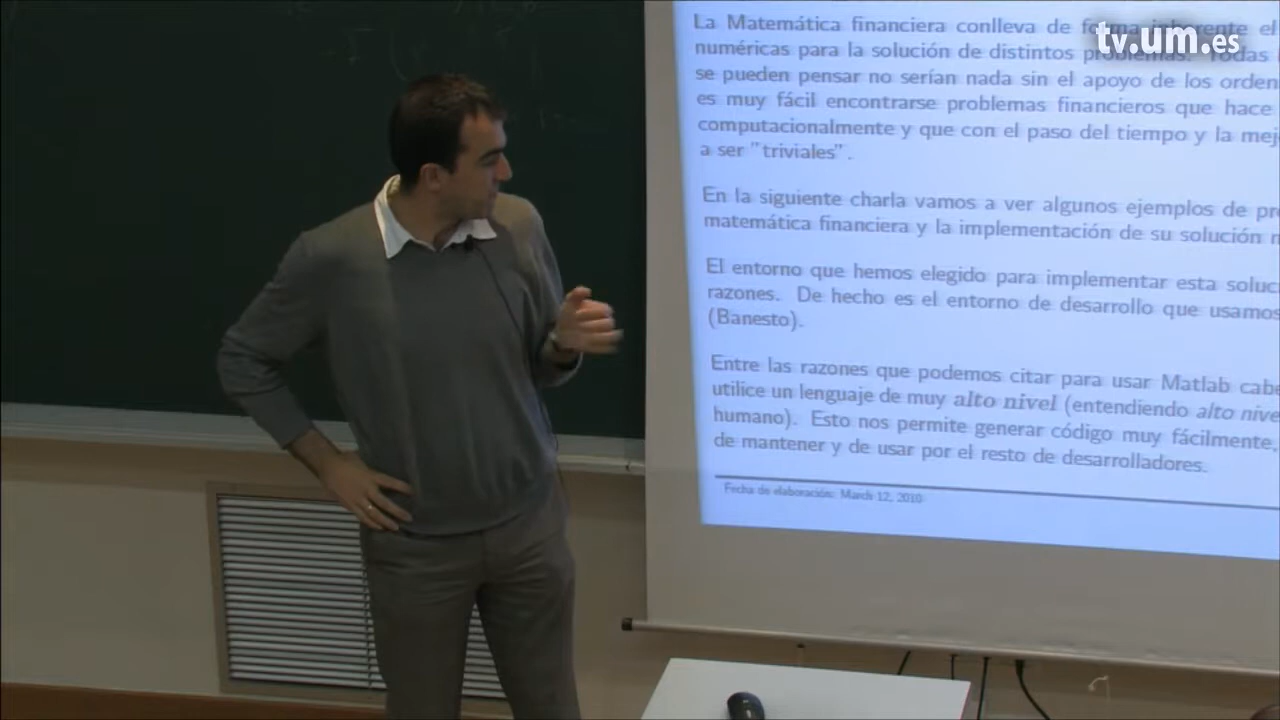 tv.um.es
La Matemática financiera conlleva de forma inherente el
numéricas para la solución de distintos problemas. Todas
se pueden pensar no serían nada sin el apoyo de los orden
es muy fácil encontrarse problemas financieros que hace
computacionalmente y que con el paso del tiempo y la mej
a ser "triviales".
En la siguiente charla vamos a ver algunos ejemplos de pr
matemática financiera y la implementación de su solución n
El entorno que hemos elegido para implementar esta soluci
razones. De hecho es el entorno de desarrollo que usamos
(Banesto).
Entre las razones que podemos citar para usar Matlab cabe
utilice un lenguaje de muy alto nivel (entendiendo alto nive
humano). Esto nos permite generar código muy fácilmente,
de mantener y de usar por el resto de desarrolladores.
Fecha de elaboración: March 12, 2010